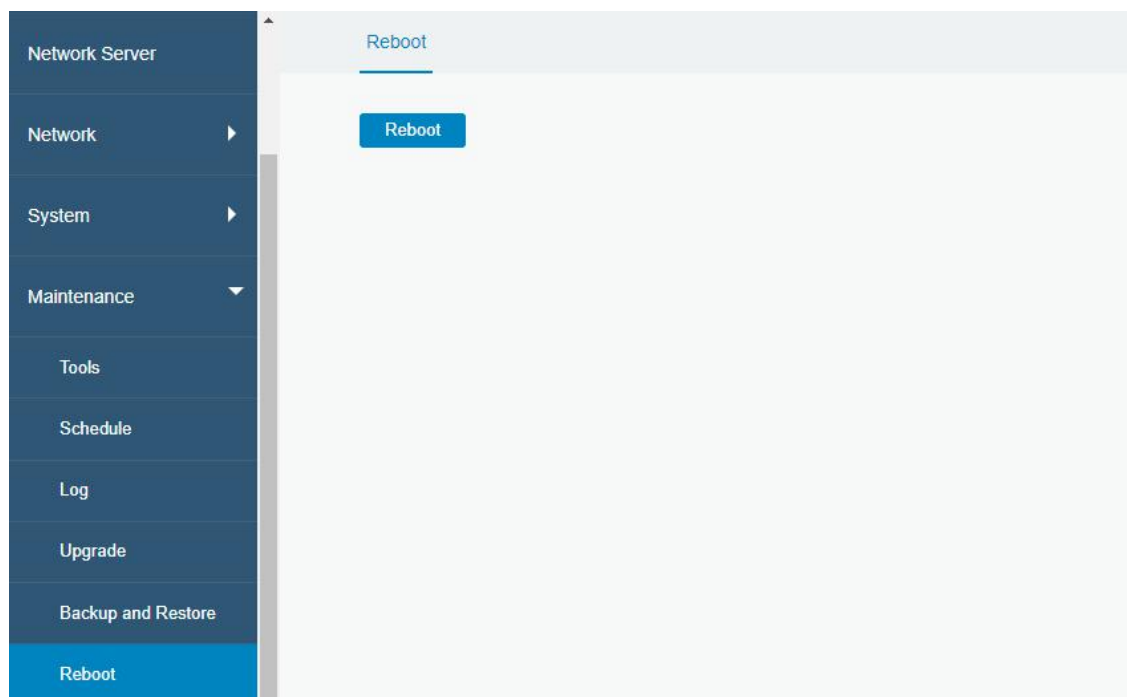 Network Server
Network
System
Maintenance
Tools
Schedule
Log
Upgrade
Backup and Restore
Reboot
Reboot
Reboot